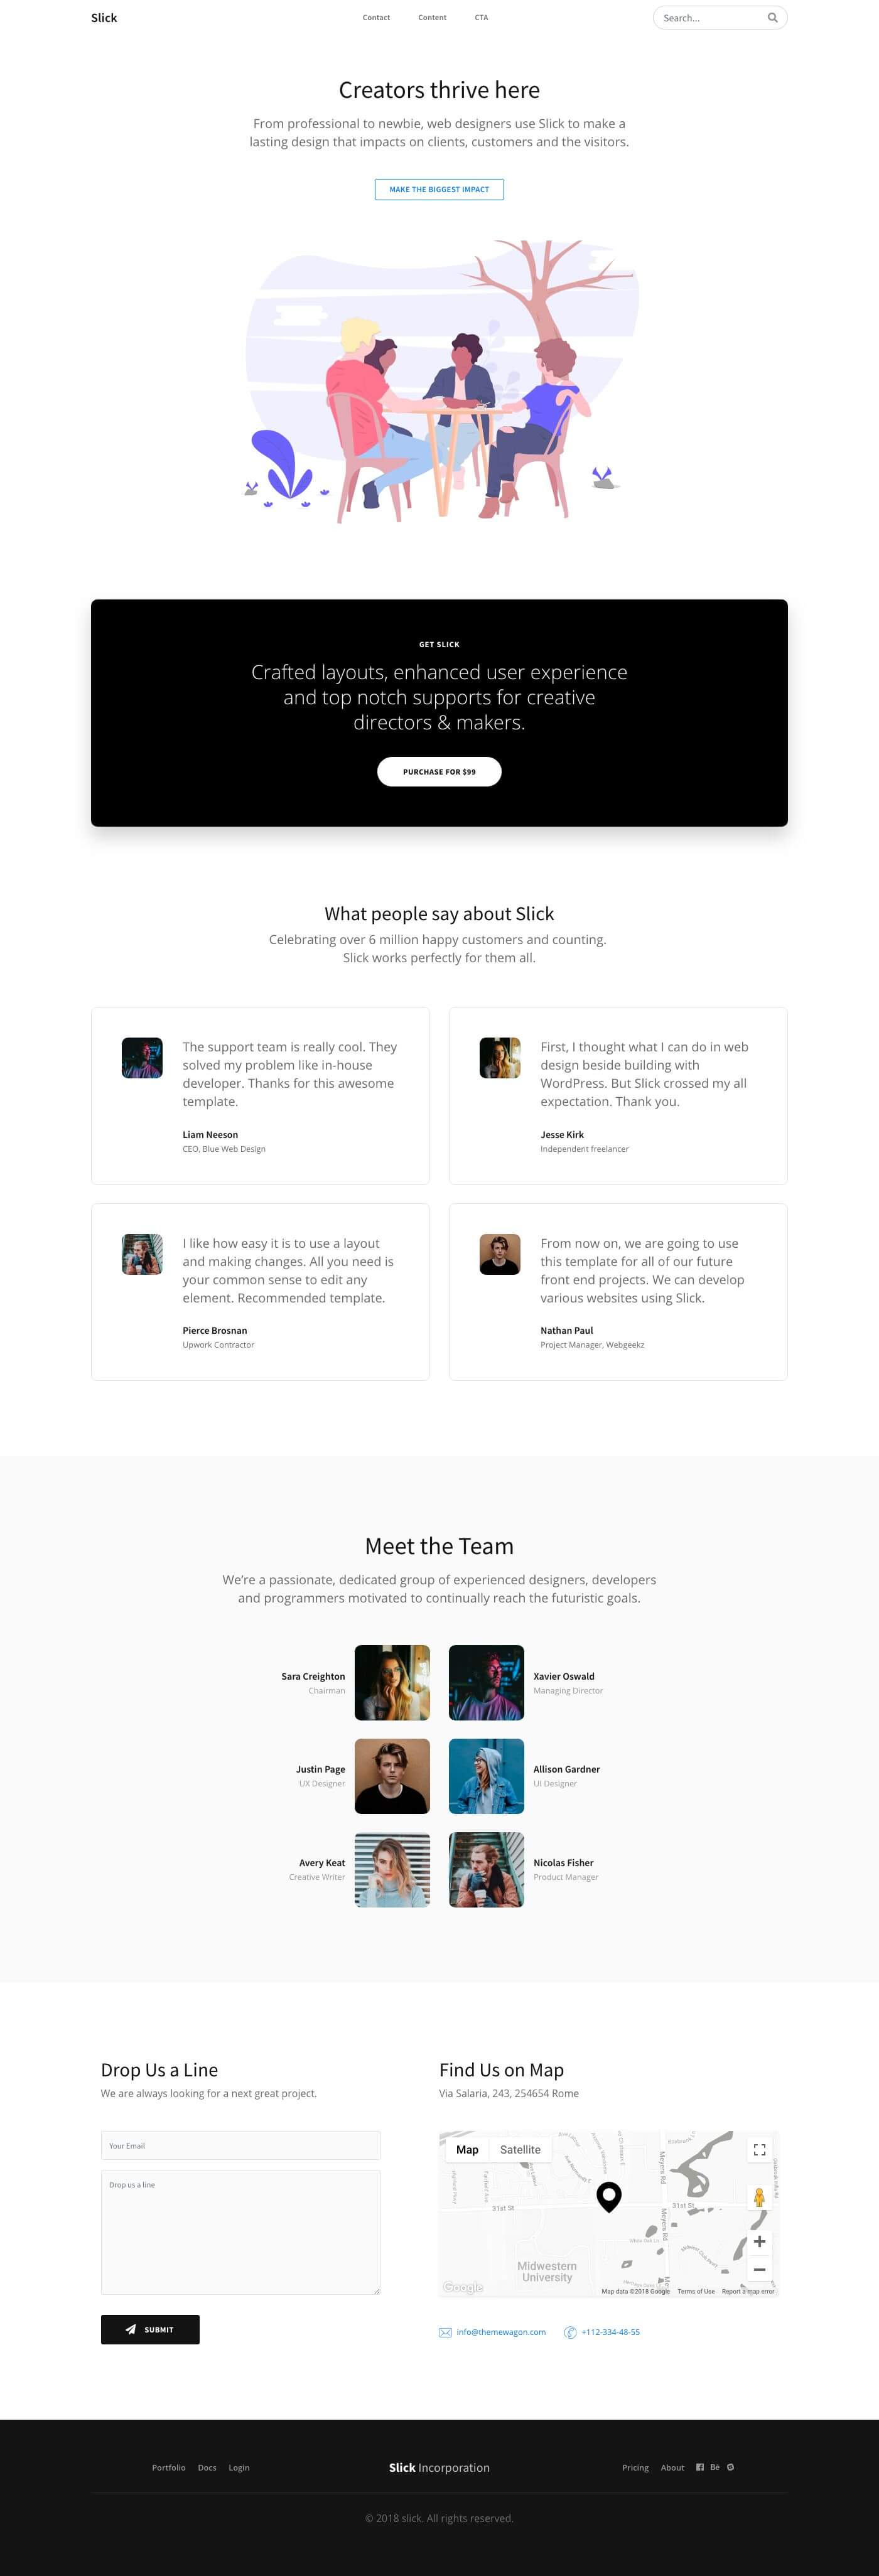 Slick
Contact
Content
CTA
Search...
Creators thrive here
From professional to newbie, web designers use Slick to make a
lasting design that impacts on clients, customers and the visitors.
MAKE THE BIGGEST IMPACT
GET SLICK
Crafted layouts, enhanced user experience
and top notch supports for creative
directors & makers.
PURCHASE FOR $99
What people say about Slick
Celebrating over 6 million happy customers and counting.
Slick works perfectly for them all.
The support team is really cool. They
solved my problem like in-house
developer. Thanks for this awesome
template.
Liam Neeson
CEO, Blue Web Design
First, I thought what I can do in web
design beside building with
WordPress. But Slick crossed my all
expectation. Thank you.
Jesse Kirk
Independent freelancer
I like how easy it is to use a layout
and making changes. All you need is
your common sense to edit any
element. Recommended template.
Pierce Brosnan
Upwork Contractor
From now on, we are going to use
this template for all of our future
front end projects. We can develop
various websites using Slick.
Nathan Paul
Project Manager, Webgeekz
Meet the Team
We're a passionate, dedicated group of experienced designers, developers
and programmers motivated to continually reach the futuristic goals.
Sara Creighton
Chairman
Xavier Oswald
Managing Director
Justin Page
UX Designer
Allison Gardner
UI Designer
Avery Keat
Creative Writer
Nicolas Fisher
Product Manager
Drop Us a Line
We are always looking for a next great project.
Your Email
Drop us a line
SUBMIT
Find Us on Map
Via Salaria, 243, 254654 Rome
Map
Satellite
31st St
31st St
Meyers Rd
Meyers Rd
Midwestern
University
Google
Map data ©2018 Google
Terms of Use
Report a map error
info@themewagon.com
+112-334-48-55
Portfolio
Docs
Login
Slick Incorporation
Pricing
About
Bē
© 2018 slick. All rights reserved.